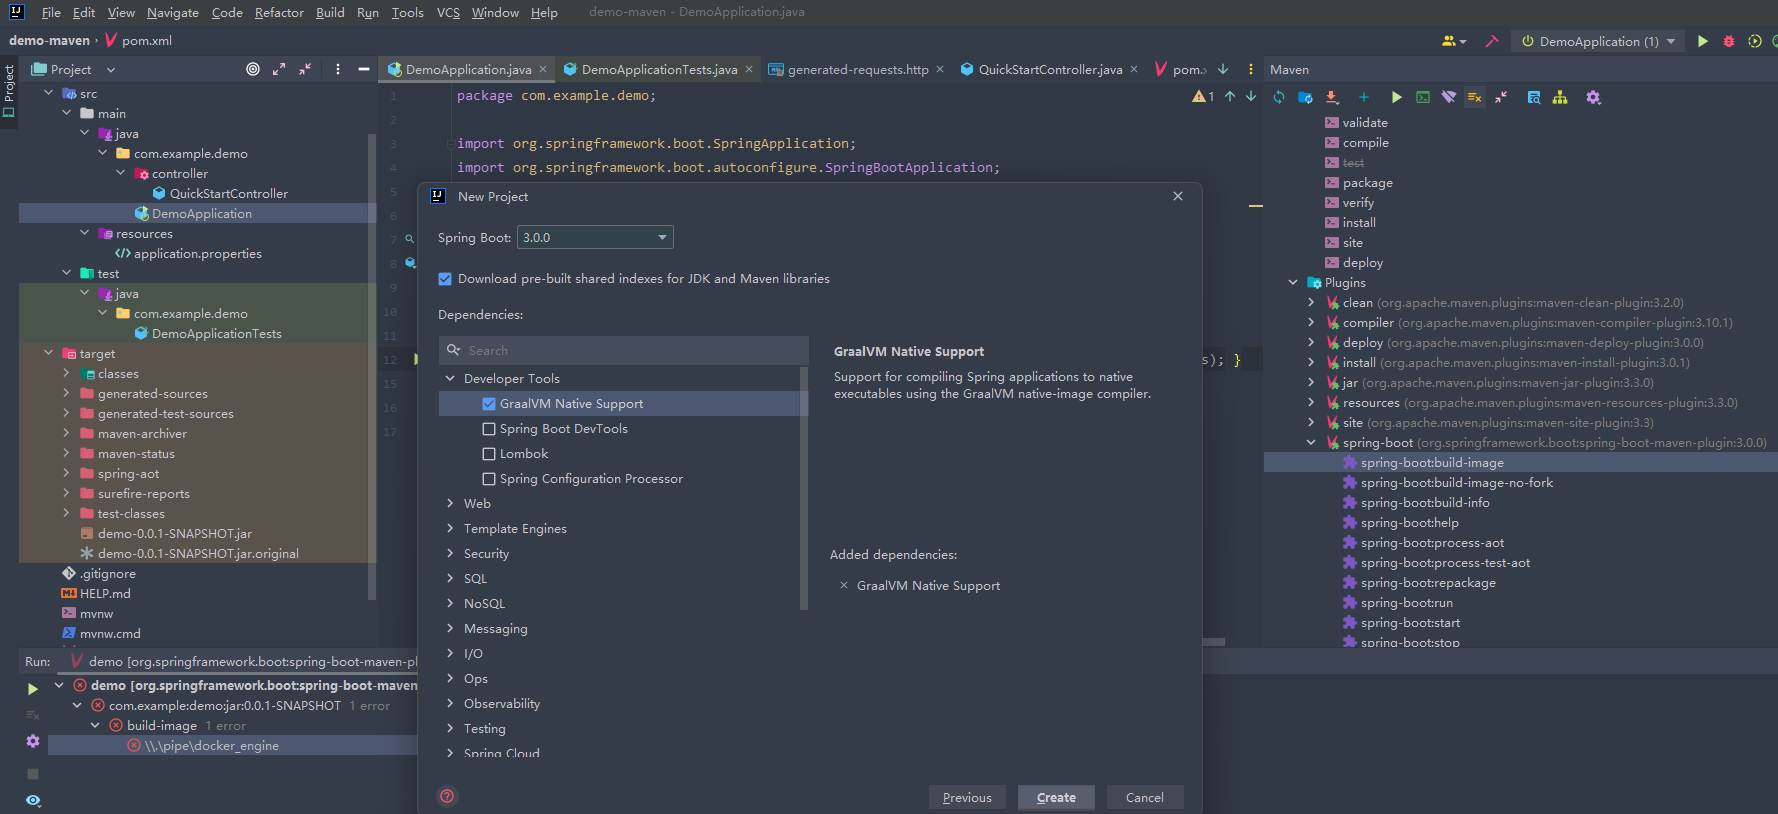 File Edit View Navigate Code Refactor Build Run Tools VCS Window Help demo-maven - DemoApplication.java
demo-maven › pom.xml
DemoApplication (1)
Project
Project
src
main
java
com.example.demo
controller
QuickStartController
DemoApplication
resources
application.properties
test
java
com.example.demo
DemoApplicationTests
target
classes
generated-sources
generated-test-sources
maven-archiver
maven-status
spring-aot
surefire-reports
test-classes
demo-0.0.1-SNAPSHOT.jar
demo-0.0.1-SNAPSHOT.jar.original
.gitignore
HELP.md
mvnw
mvnw.cmd
DemoApplication.java DemoApplicationTests.java generated-requests.http QuickStartController.java pom.
1 package com.example.demo;
1
2
3 import org.springframework.boot.SpringApplication;
4 import org.springframework.boot.autoconfigure.SpringBootApplication;
5
6
7
8
9
10
11
12 s); }
15
16
17
New Project
Spring Boot: 3.0.0
Download pre-built shared indexes for JDK and Maven libraries
Dependencies:
Search
Developer Tools
GraalVM Native Support
Spring Boot DevTools
Lombok
Spring Configuration Processor
Web
Template Engines
Security
SQL
NoSQL
Messaging
I/O
Ops
Observability
Testing
Spring Cloud
GraalVM Native Support
Support for compiling Spring applications to native
executables using the GraalVM native-image compiler.
Added dependencies:
GraalVM Native Support
Previous Create Cancel
Maven
validate
compile
test
package
verify
install
site
deploy
Plugins
clean (org.apache.maven.plugins:maven-clean-plugin:3.2.0)
compiler (org.apache.maven.plugins:maven-compiler-plugin:3.10.1)
deploy (org.apache.maven.plugins:maven-deploy-plugin:3.0.0)
install (org.apache.maven.plugins:maven-install-plugin:3.0.1)
jar (org.apache.maven.plugins:maven-jar-plugin:3.3.0)
resources (org.apache.maven.plugins:maven-resources-plugin:3.3.0)
site (org.apache.maven.plugins:maven-site-plugin:3.3)
spring-boot (org.springframework.boot:spring-boot-maven-plugin:3.0.0)
spring-boot:build-image
spring-boot:build-image-no-fork
spring-boot:build-info
spring-boot:help
spring-boot:process-aot
spring-boot:process-test-aot
spring-boot:repackage
spring-boot:run
spring-boot:start
spring-boot:stop
Run: demo [org.springframework.boot:spring-boot-maven-pl
demo [org.springframework.boot:spring-boot-maven
com.example:demo:jar:0.0.1-SNAPSHOT 1 error
build-image 1 error
\\.\pipe\docker_engine